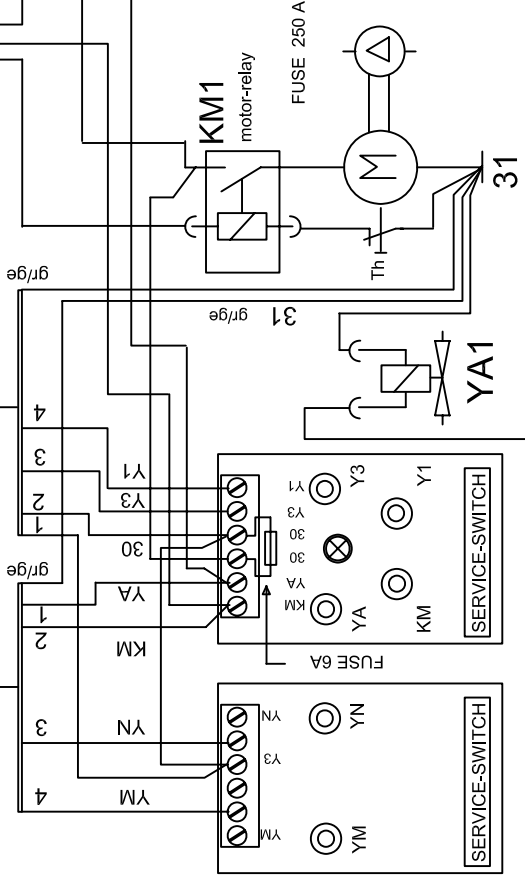 FUSE 250 A
KM1
motor-relay
M
31
Th
gr/ge
gr/ge
31
YA1
4
3
2
1
Y1
Y3
30
gr/ge
1
2
YA
KM
3
4
YN
YM
Y1
Y3
30
30
YA
KM
Y3
Y1
YA
KM
SERVICE-SWITCH
FUSE 6A
YN
Y3
YM
YN
YM
SERVICE-SWITCH